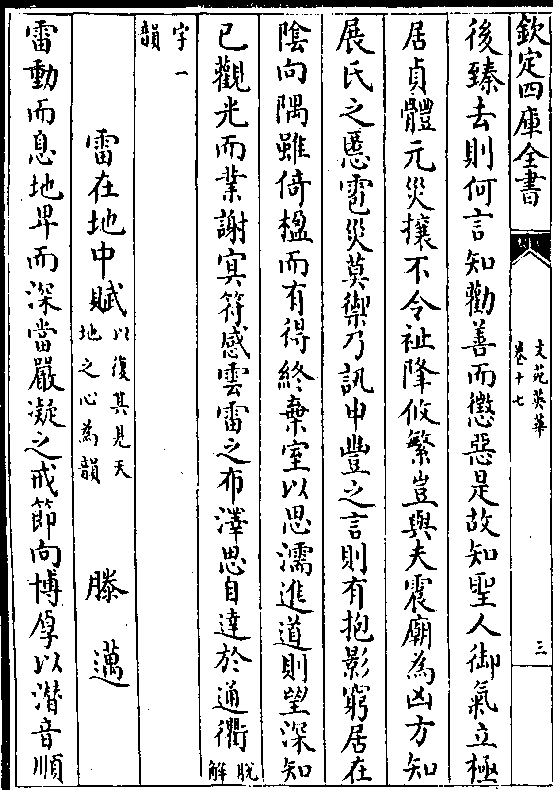 欽定四庫全書
文苑英華
卷十七
三
後臻去則何言知勸善而懲惡是故知聖人御氣立極
居貞體元災攘不令祉降攸繁豈與夫震廟為凶方知
展氏之慝雹災莫禦乃訊申豐之言則有抱影窮居在
陰向隅雖倚楹而有得終棄室以思濡進道則望深知
已觀光而業謝冥符感雲雷之布澤思自達於通衢脫
解
字一
韻
雷在地中賦以復其見天
地之心為韻
滕邁
雷動而息地卑而深當嚴凝之戒節向博厚以潛音順